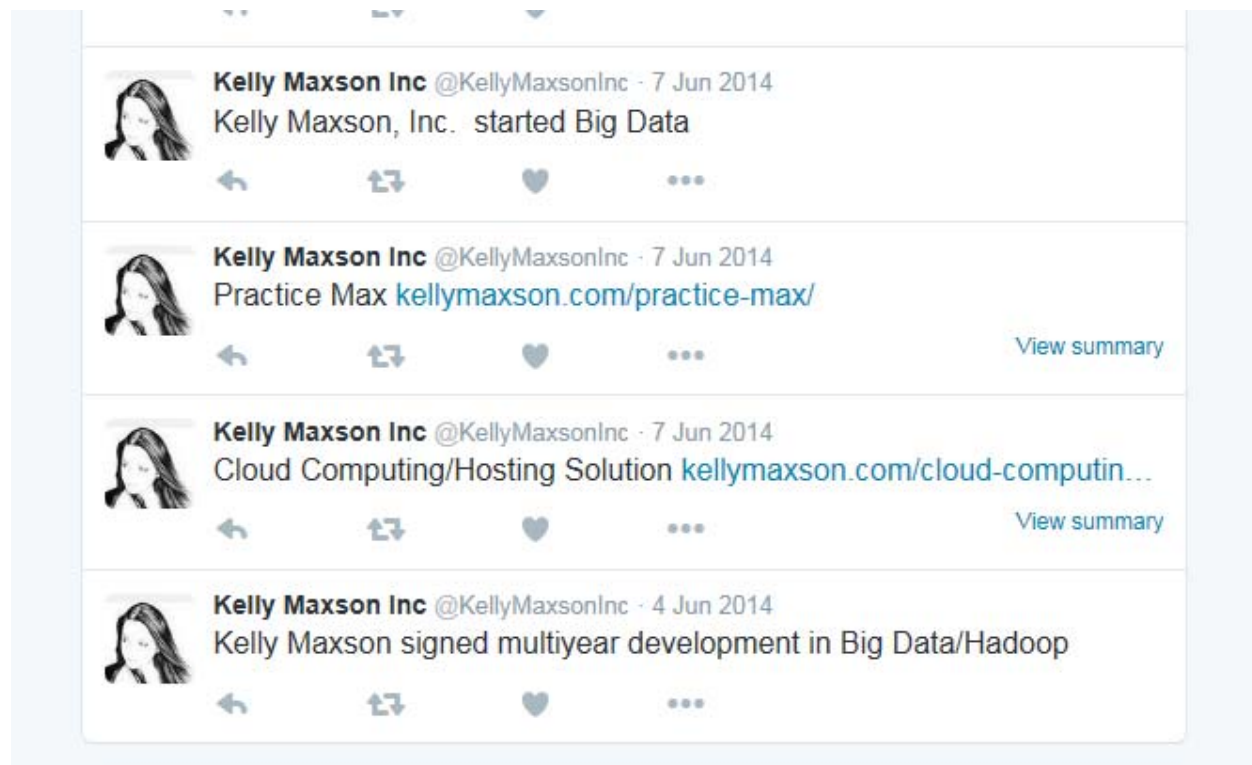 Kelly Maxson Inc @KellyMaxsonInc · 7 Jun 2014
Kelly Maxson, Inc.  started Big Data
Kelly Maxson Inc @KellyMaxsonInc · 7 Jun 2014
Practice Max kellymaxson.com/practice-max/
View summary
Kelly Maxson Inc @KellyMaxsonInc · 7 Jun 2014
Cloud Computing/Hosting Solution kellymaxson.com/cloud-computin...
View summary
Kelly Maxson Inc @KellyMaxsonInc · 4 Jun 2014
Kelly Maxson signed multiyear development in Big Data/Hadoop